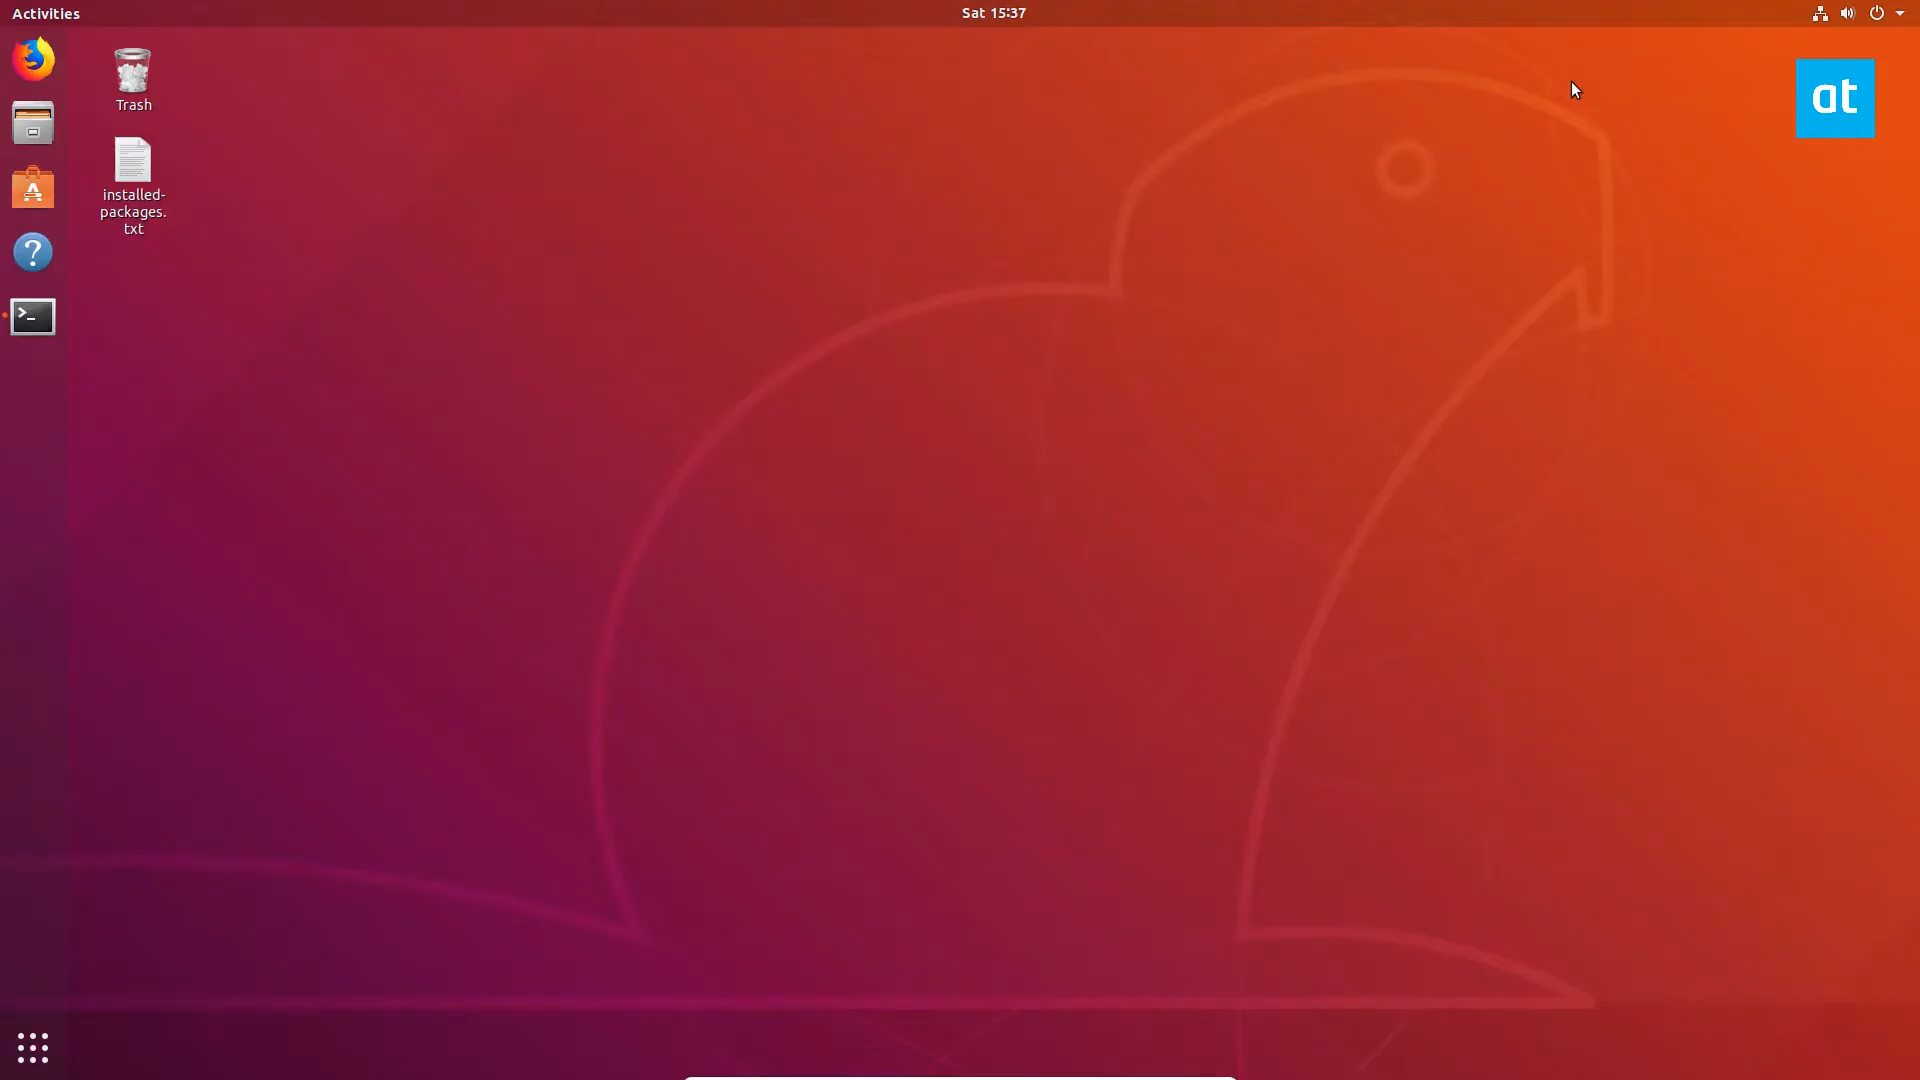 Activities
Sat 15:37
Trash
installed-
packages.
txt
at